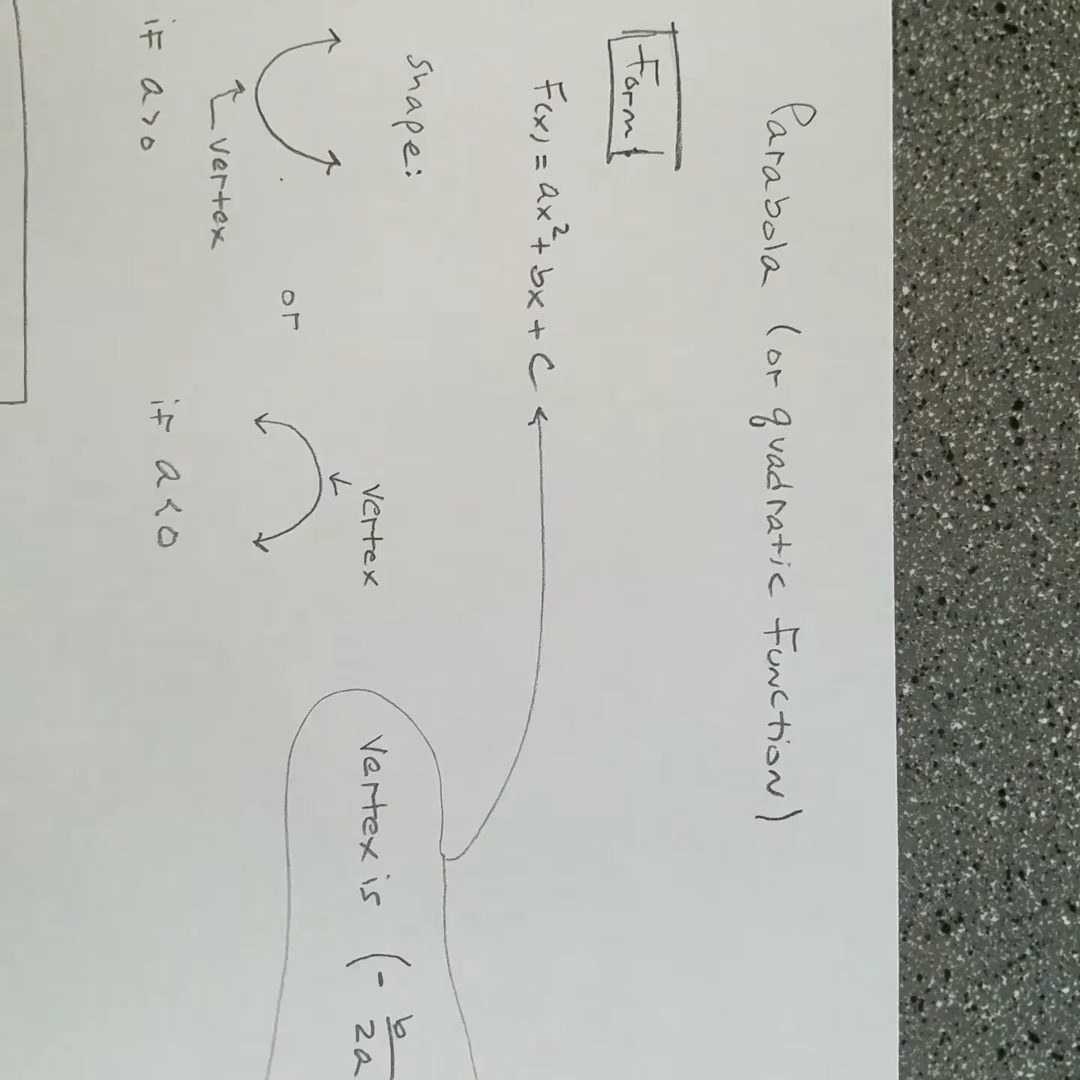 Parabola (or quadratic function)
Form
F(x) = ax² + bx + c
Shape:
vertex
or
vertex
if a>0
if a<0
vertex is (- b/2a